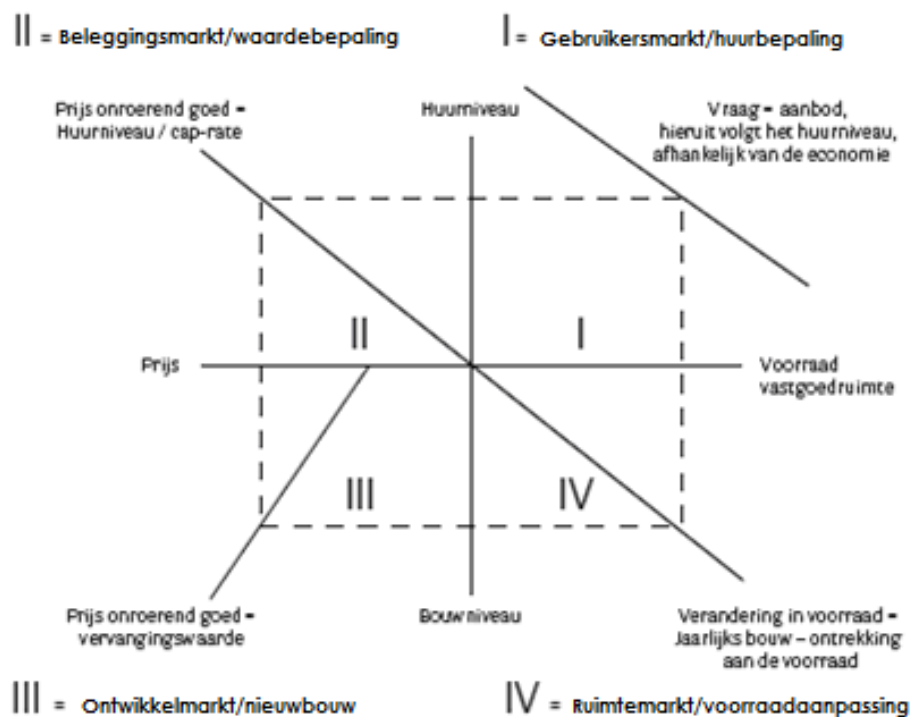 II = Beleggingsmarkt/waardebepaling
I = Gebruikersmarkt/huurbepaling
Prijs onroerend goed =
Huurniveau / cap-rate
Huurniveau
Vraag = aanbod,
hieruit volgt het huurniveau,
afhankelijk van de economie
II
I
Prijs
Voorraad
vastgoedruimte
III
IV
Prijs onroerend goed =
vervangingswaarde
Bouwniveau
Verandering in voorraad =
Jaarlijks bouw – ontrekking
aan de voorraad
III = Ontwikkelmarkt/nieuwbouw
IV = Ruimtemarkt/voorraadaanpassing